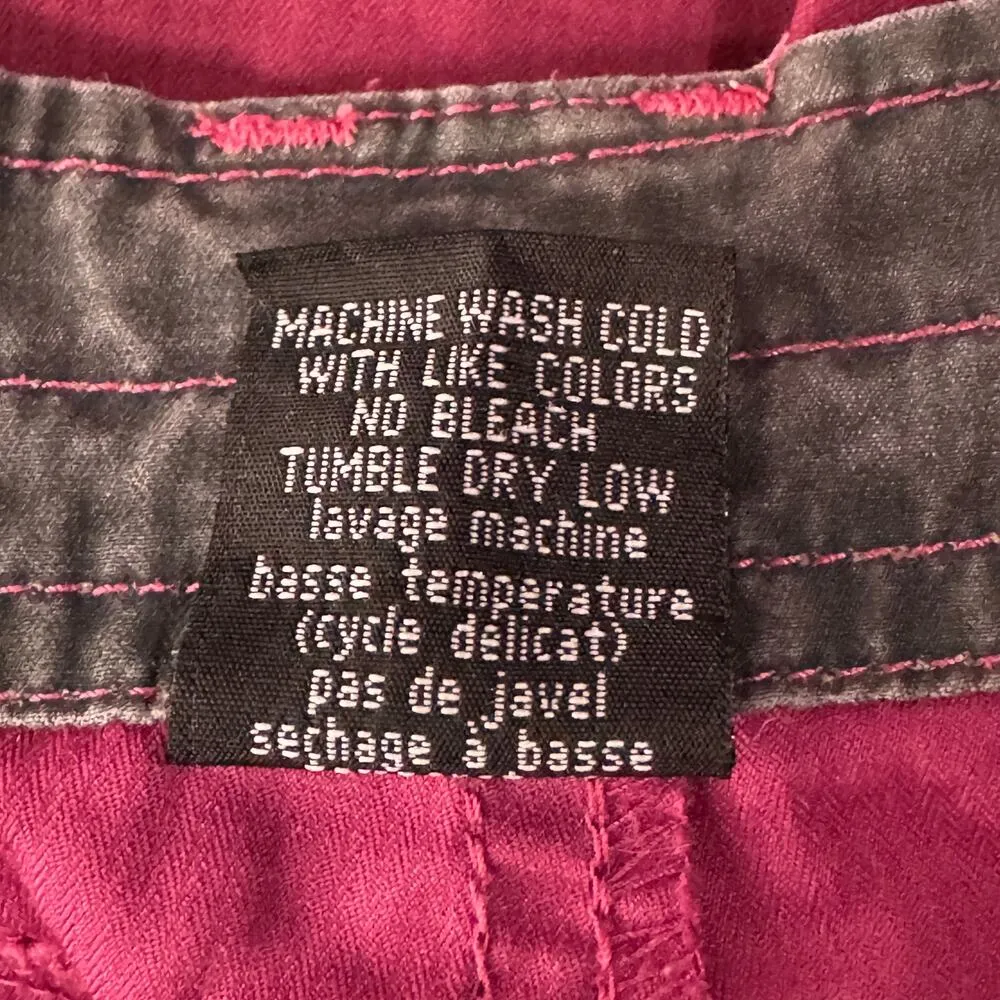 MACHINE WASH COLD
WITH LIKE COLORS
NO BLEACH
TUMBLE DRY LOW
lavage machine
basse temperature
(cycle delicat)
pas de javel
sechage à basse